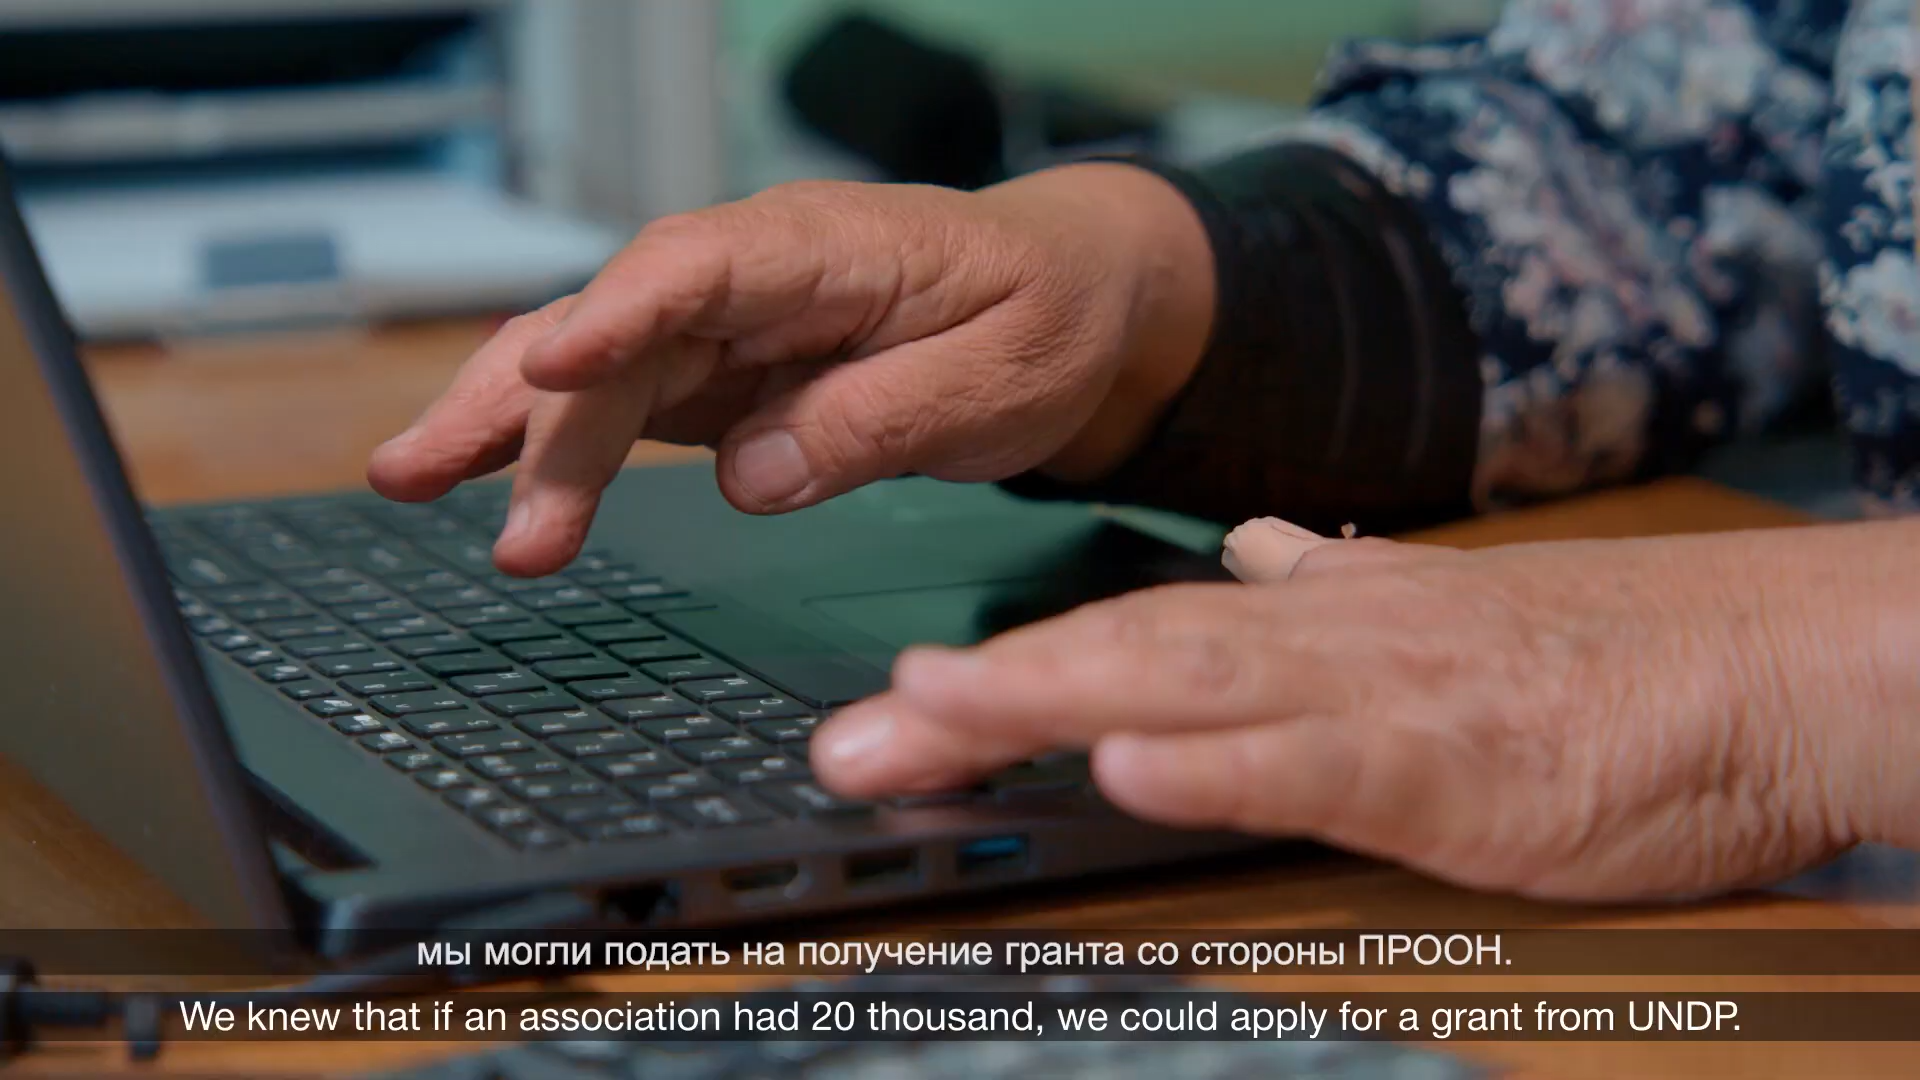 мы могли подать на получение гранта со стороны ПРООН.
We knew that if an association had 20 thousand, we could apply for a grant from UNDP.